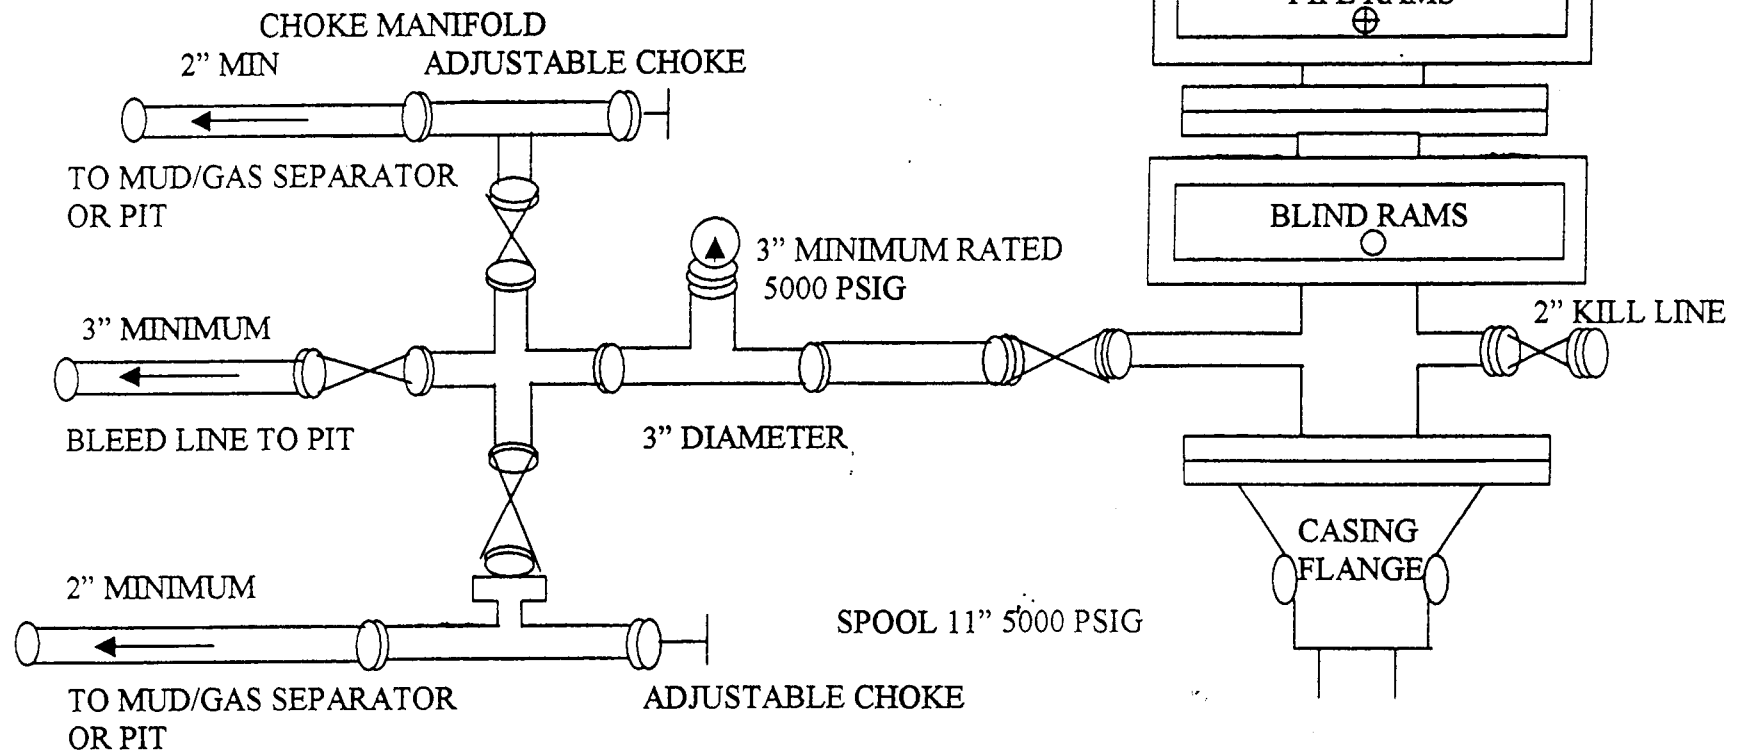 PIPE RAMS
CHOKE MANIFOLD
2” MIN
ADJUSTABLE CHOKE
TO MUD/GAS SEPARATOR
OR PIT
BLIND RAMS
3” MINIMUM RATED
5000 PSIG
2” KILL LINE
3” MINIMUM
BLEED LINE TO PIT
3” DIAMETER
CASING
FLANGE
2” MINIMUM
SPOOL 11” 5000 PSIG
TO MUD/GAS SEPARATOR
OR PIT
ADJUSTABLE CHOKE